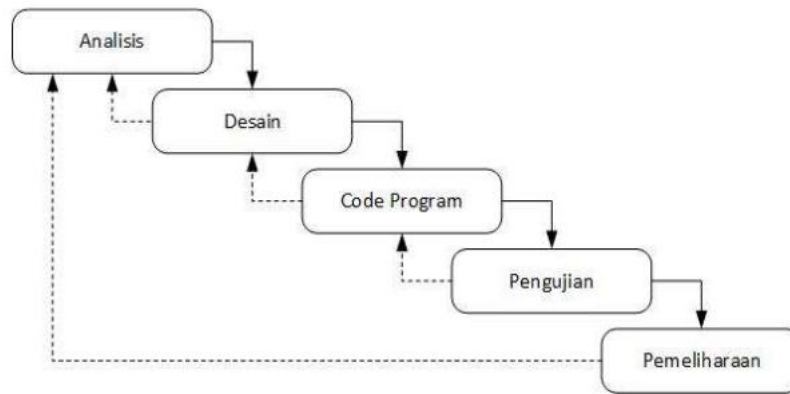 Analisis
Desain
Code Program
Pengujian
Pemeliharaan